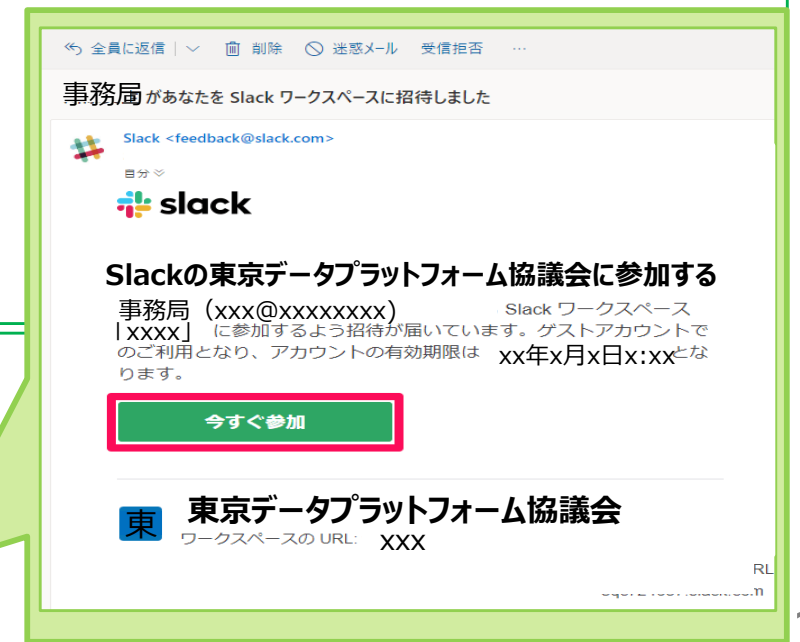 全員に返信 | 削除 迷惑メール 受信拒否 …
事務局 があなたを Slack ワークスペースに招待しました
Slack <feedback@slack.com>
自分
slack
Slackの東京データプラットフォーム協議会に参加する
事務局（xxx@xxxxxxxx） Slack ワークスペース
「xxxx」 に参加するよう招待が届いています。ゲストアカウントで
のご利用となり、アカウントの有効期限は xx年x月x日x:xxとな
ります。
今すぐ参加
東 東京データプラットフォーム協議会
ワークスペースの URL: XXX
RL